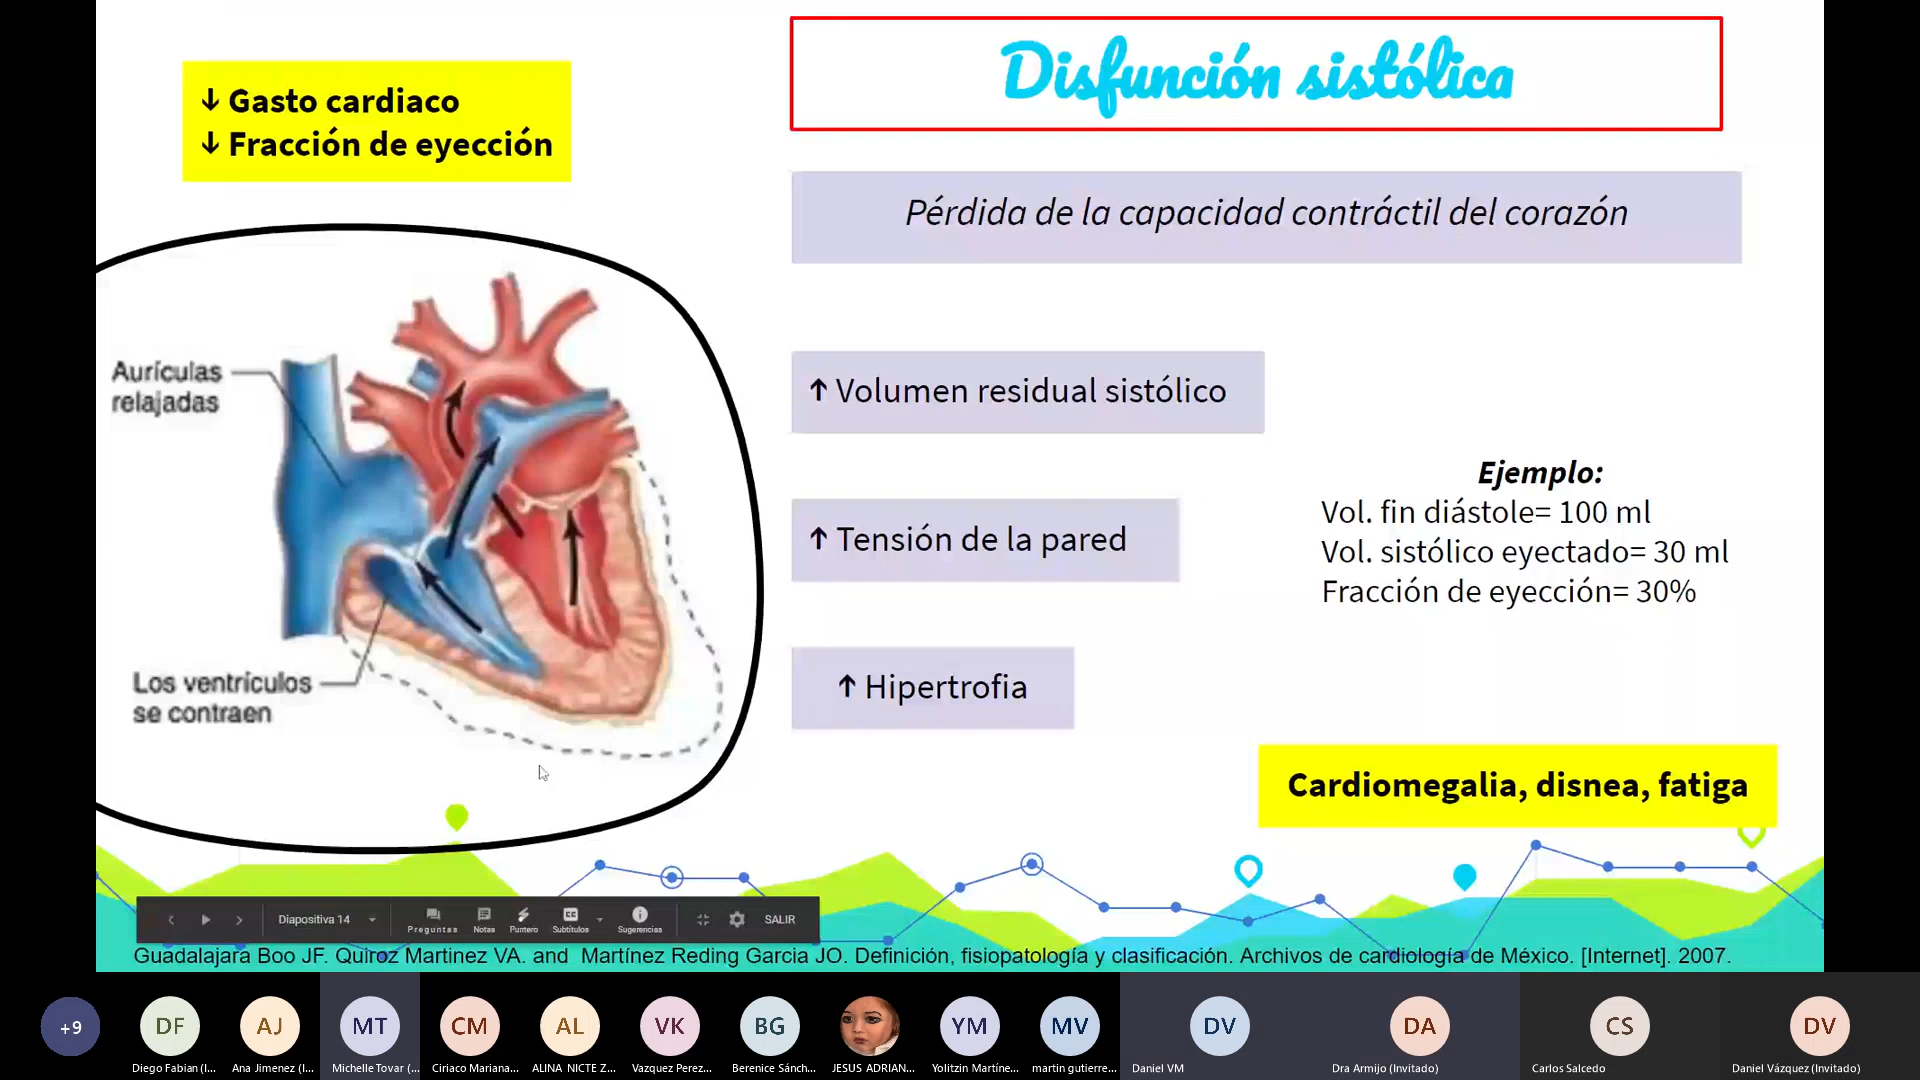 ↓ Gasto cardiaco
↓ Fracción de eyección
Disfunción sistólica
Pérdida de la capacidad contráctil del corazón
Aurículas
relajadas
Los ventrículos
se contraen
↑ Volumen residual sistólico
↑ Tensión de la pared
↑ Hipertrofia
Ejemplo:
Vol. fin diástole= 100 ml
Vol. sistólico eyectado= 30 ml
Fracción de eyección= 30%
Cardiomegalia, disnea, fatiga
Diapositiva 14
Preguntas
Notas
Puntero
Subtítulos
Sugerencias
SALIR
Guadalajara Boo JF. Quiroz Martinez VA. and Martínez Reding Garcia JO. Definición, fisiopatología y clasificación. Archivos de cardiología de México. [Internet]. 2007.
+9
DF
AJ
MT
CM
AL
VK
BG
YM
MV
DV
DA
CS
DV
Diego Fabian (I...
Ana Jimenez (I...
Michelle Tovar (...
Ciriaco Mariana...
ALINA NICTE Z...
Vazquez Perez...
Berenice Sánch...
JESUS ADRIAN...
Yolitzin Martíne...
martin gutierre...
Daniel VM
Dra Armijo (Invitado)
Carlos Salcedo
Daniel Vázquez (Invitado)